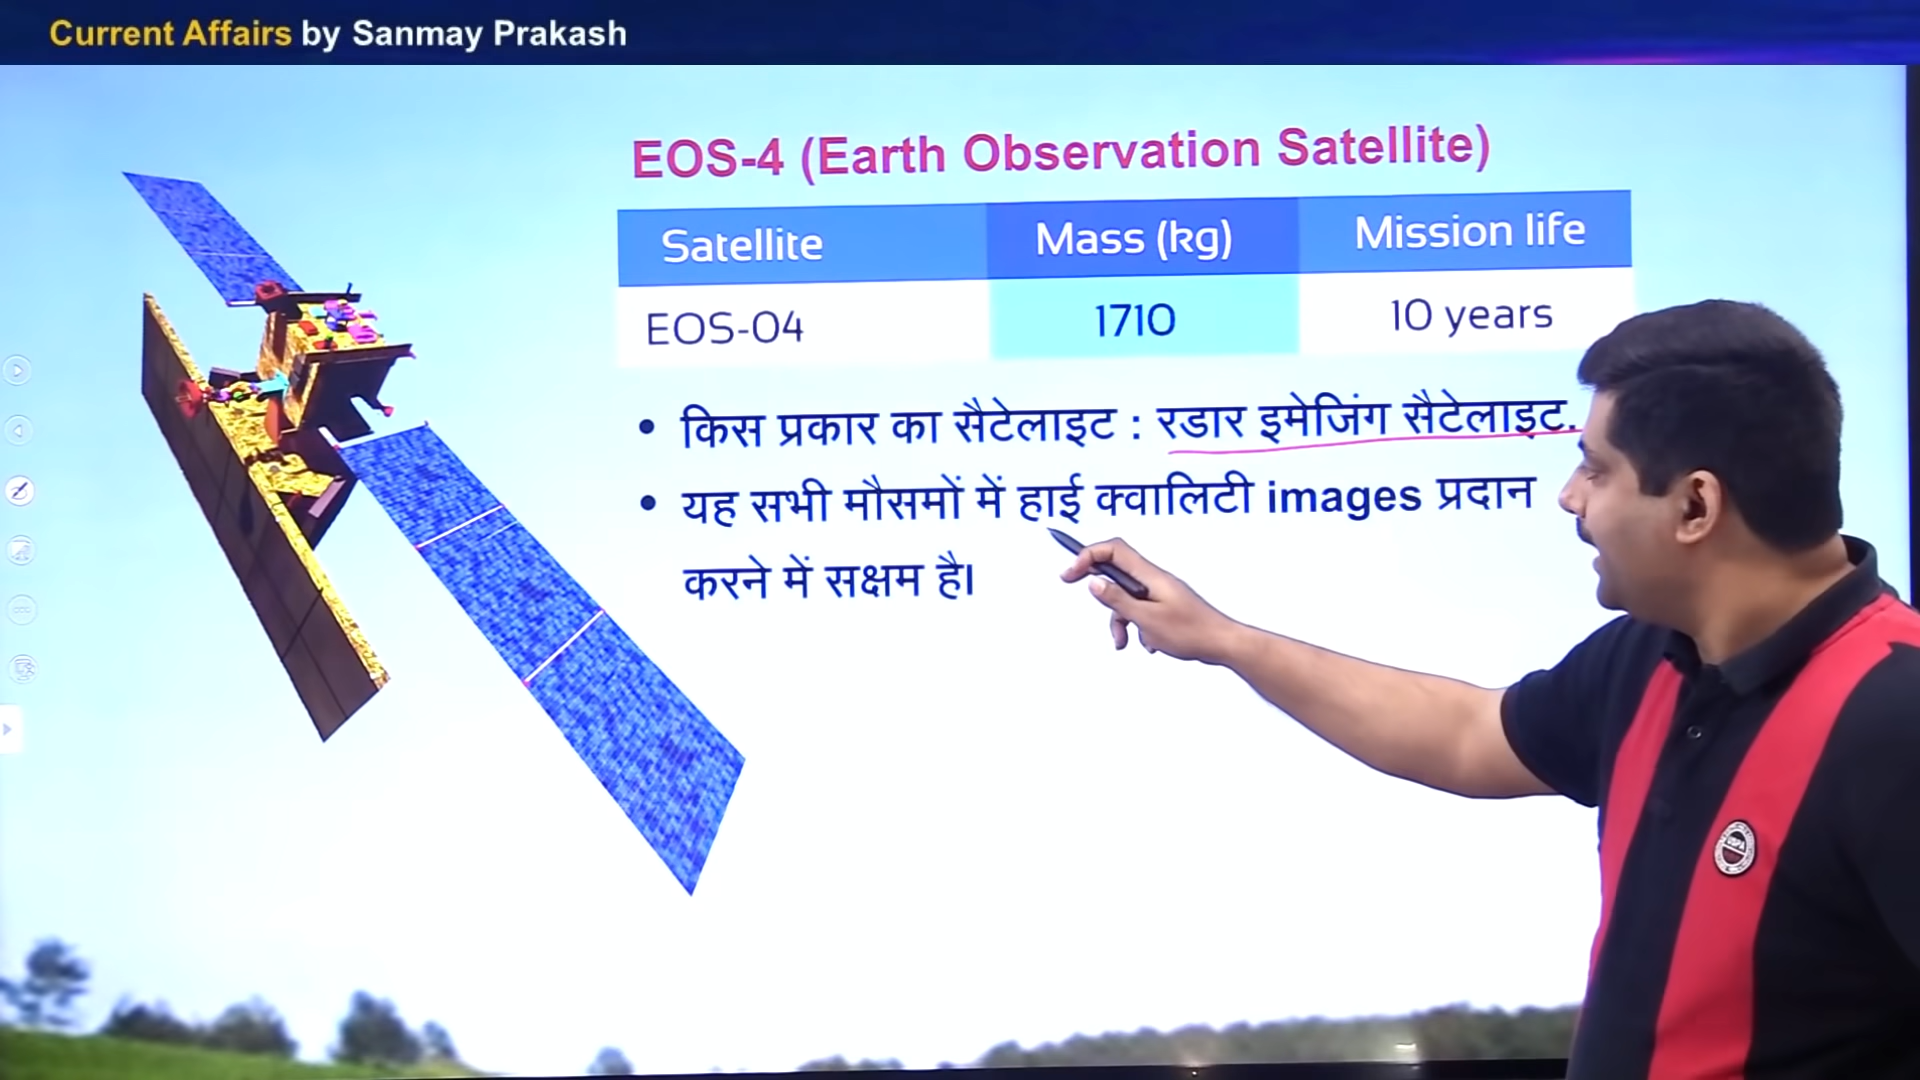 Current Affairs by Sanmay Prakash
EOS-4 (Earth Observation Satellite)
Satellite Mass (kg) Mission life
EOS-04 1710 10 years
• किस प्रकार का सैटेलाइट : रडार इमेजिंग सैटेलाइट.
• यह सभी मौसमों में हाई क्वालिटी images प्रदान
करने में सक्षम है।
USPA